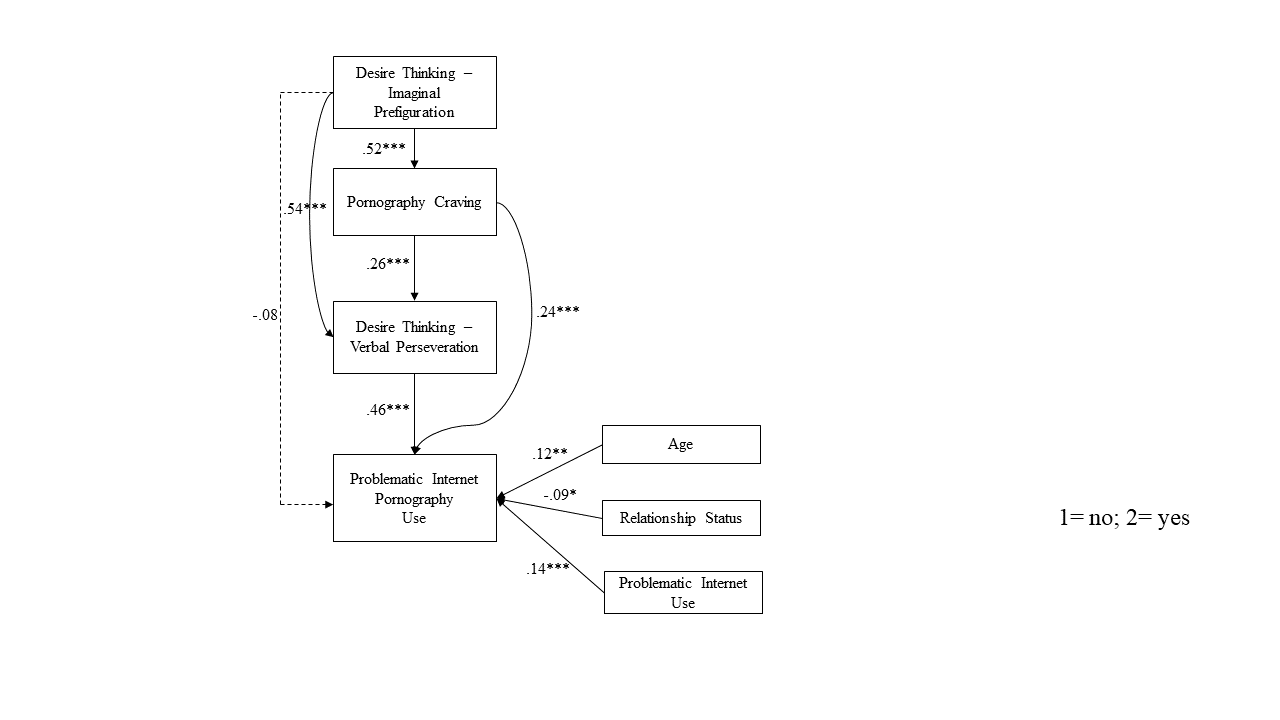 Desire Thinking –
Imaginal
Prefiguration
.52***
Pornography Craving
.54***
.26***
-.08
.24***
Desire Thinking –
Verbal Perseveration
.46***
Problematic Internet
Pornography
Use
.12**
Age
-.09*
Relationship Status
1= no; 2= yes
.14***
Problematic Internet
Use